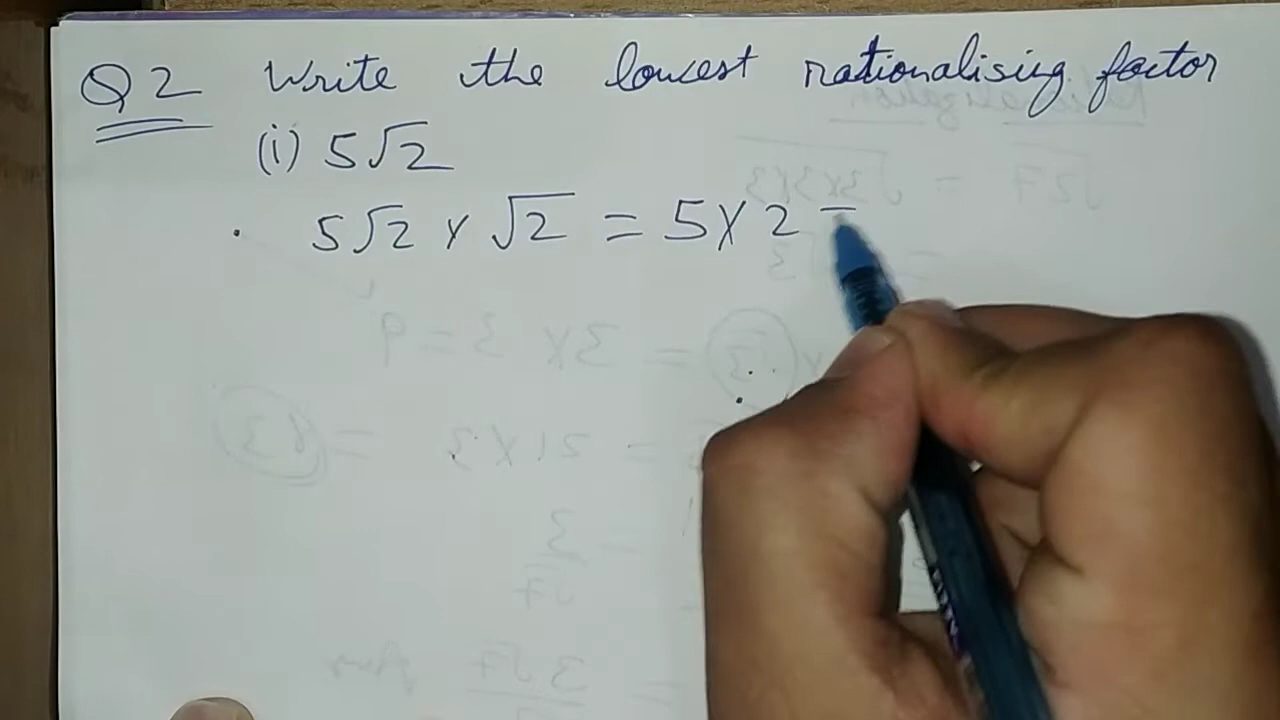 Q2 Write the lowest rationalising factor
(i) 5√2
5√2 × √2 = 5×2